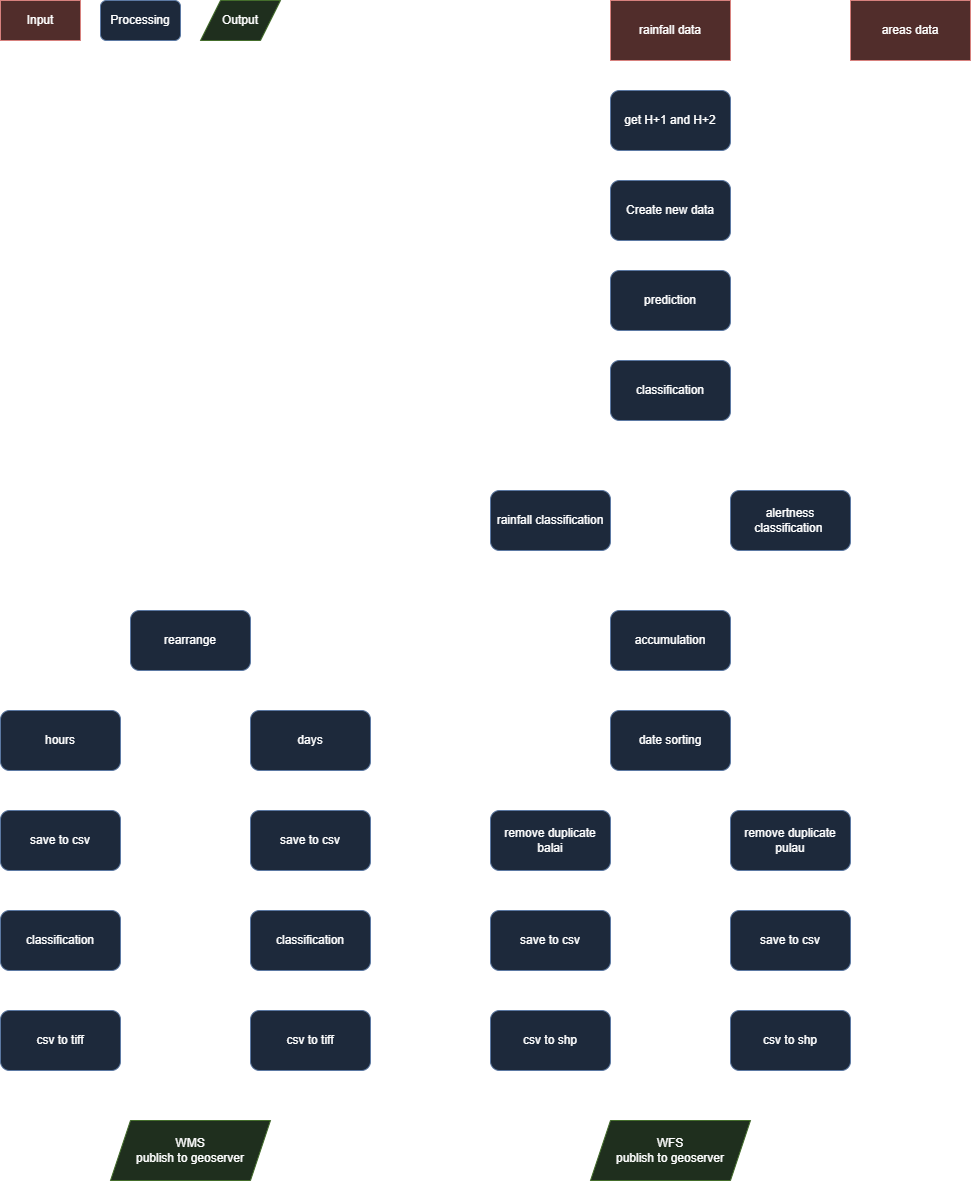 Input
Processing
Output
rainfall data
areas data
get H+1 and H+2
Create new data
prediction
classification
rainfall classification
alertness
classification
rearrange
accumulation
hours
days
date sorting
save to csv
save to csv
remove duplicate
balai
remove duplicate
pulau
classification
classification
save to csv
save to csv
csv to tiff
csv to tiff
csv to shp
csv to shp
WMS
publish to geoserver
WFS
publish to geoserver